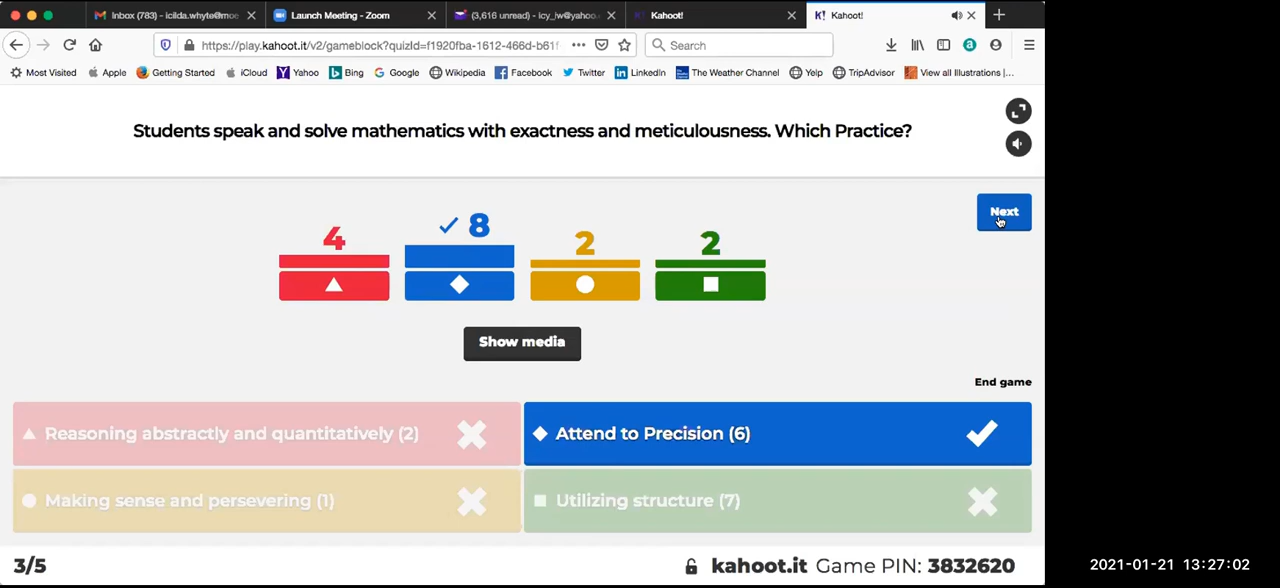 Inbox (783) - icilda.whyte@moe
Launch Meeting - Zoom
(3,616 unread) - icy_iw@yahoo.
Kahoot!
K! Kahoot!
https://play.kahoot.it/v2/gameblock?quizId=f1920fba-1612-466d-b61f
Search
Most Visited Apple Getting Started iCloud Yahoo Bing Google Wikipedia Facebook Twitter LinkedIn The Weather Channel Yelp TripAdvisor View all Illustrations |...
Students speak and solve mathematics with exactness and meticulousness. Which Practice?
Next
4 8 2 2
Show media
End game
Reasoning abstractly and quantitatively (2)
Attend to Precision (6)
Making sense and persevering (1)
Utilizing structure (7)
3/5
kahoot.it Game PIN: 3832620
2021-01-21 13:27:02